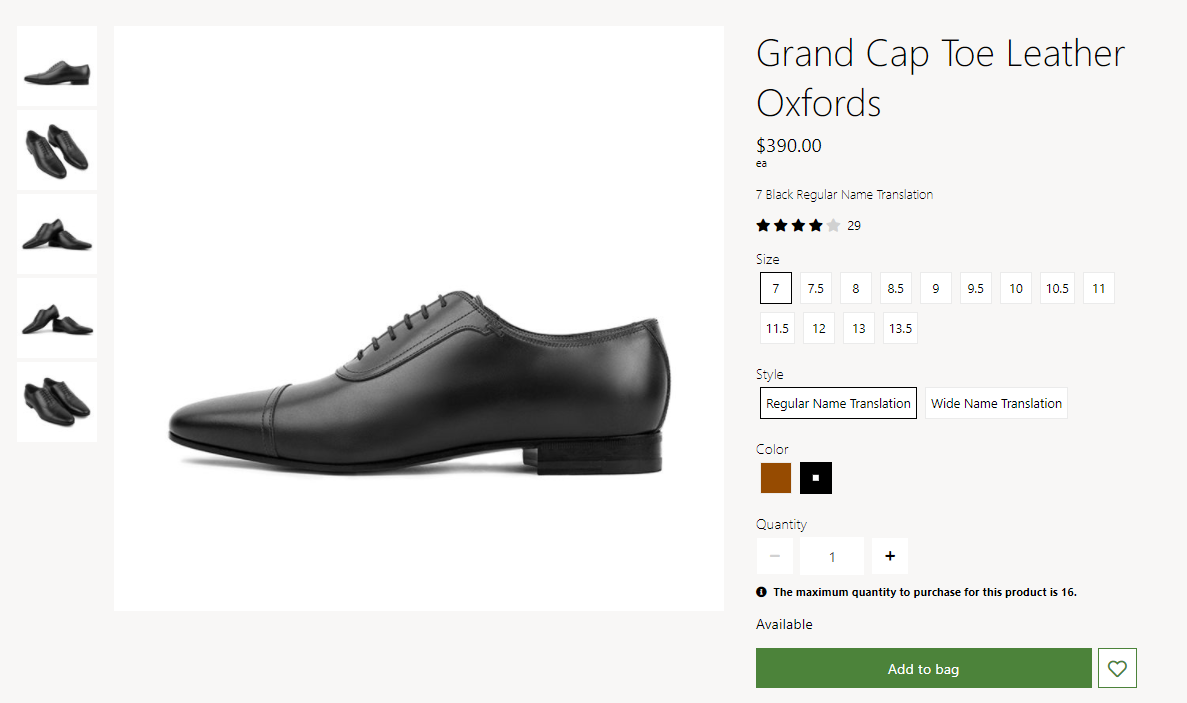 Grand Cap Toe Leather
Oxfords
$390.00
ea
7 Black Regular Name Translation
29
Size
7 7.5 8 8.5 9 9.5 10 10.5 11
11.5 12 13 13.5
Style
Regular Name Translation Wide Name Translation
Color
Quantity
1
The maximum quantity to purchase for this product is 16.
Available
Add to bag